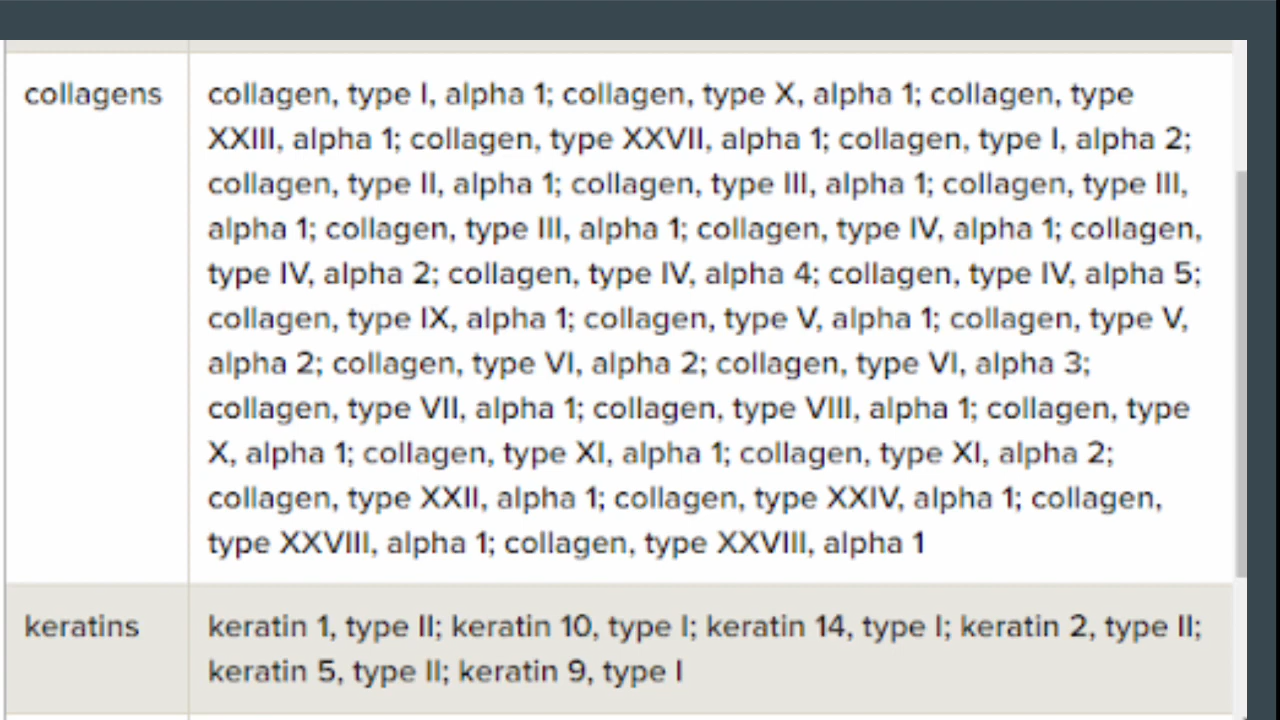 collagens
collagen, type I, alpha 1; collagen, type X, alpha 1; collagen, type
XXIII, alpha 1; collagen, type XXVII, alpha 1; collagen, type I, alpha 2;
collagen, type II, alpha 1; collagen, type III, alpha 1; collagen, type III,
alpha 1; collagen, type III, alpha 1; collagen, type IV, alpha 1; collagen,
type IV, alpha 2; collagen, type IV, alpha 4; collagen, type IV, alpha 5;
collagen, type IX, alpha 1; collagen, type V, alpha 1; collagen, type V,
alpha 2; collagen, type VI, alpha 2; collagen, type VI, alpha 3;
collagen, type VII, alpha 1; collagen, type VIII, alpha 1; collagen, type
X, alpha 1; collagen, type XI, alpha 1; collagen, type XI, alpha 2;
collagen, type XXII, alpha 1; collagen, type XXIV, alpha 1; collagen,
type XXVIII, alpha 1; collagen, type XXVIII, alpha 1
keratins
keratin 1, type II; keratin 10, type I; keratin 14, type I; keratin 2, type II;
keratin 5, type II; keratin 9, type I